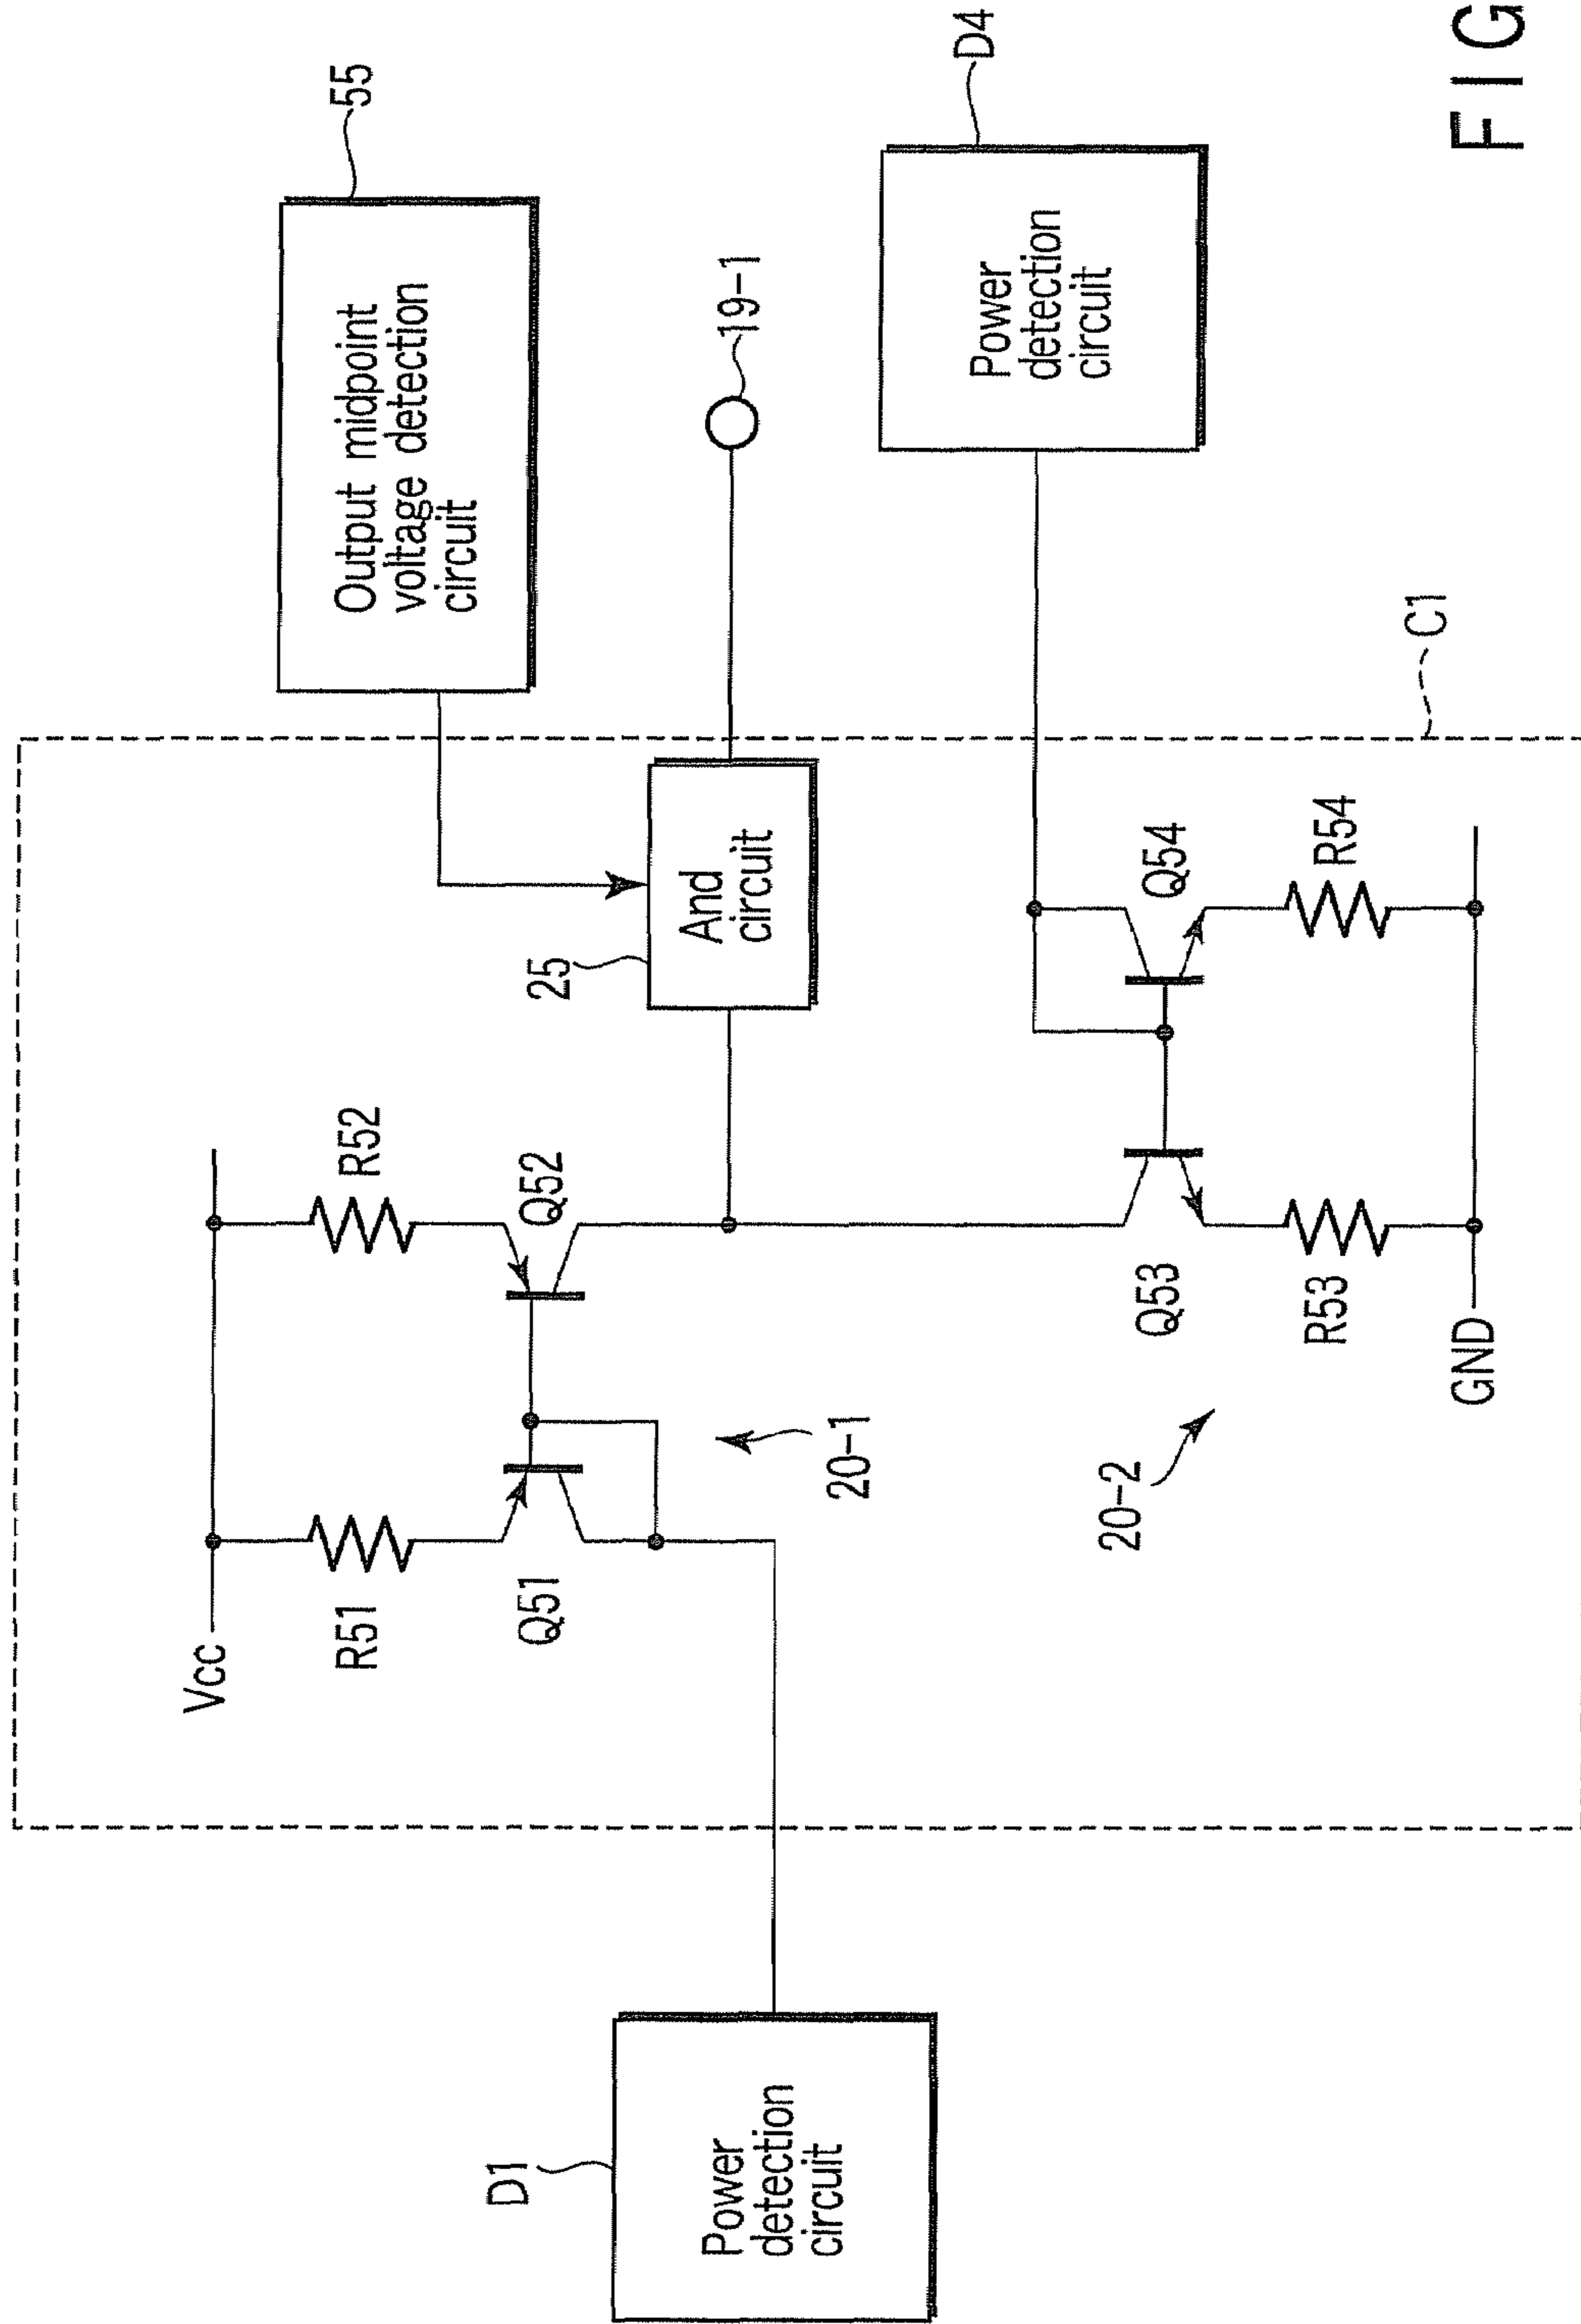 55
Output midpoint
voltage detection
circuit
19-1
D4
Power
detection
circuit
C1
25
And
circuit
Vcc
R51
R52
Q51
Q52
20-1
20-2
Q53
Q54
R53
R54
GND
D1
Power
detection
circuit
FIG